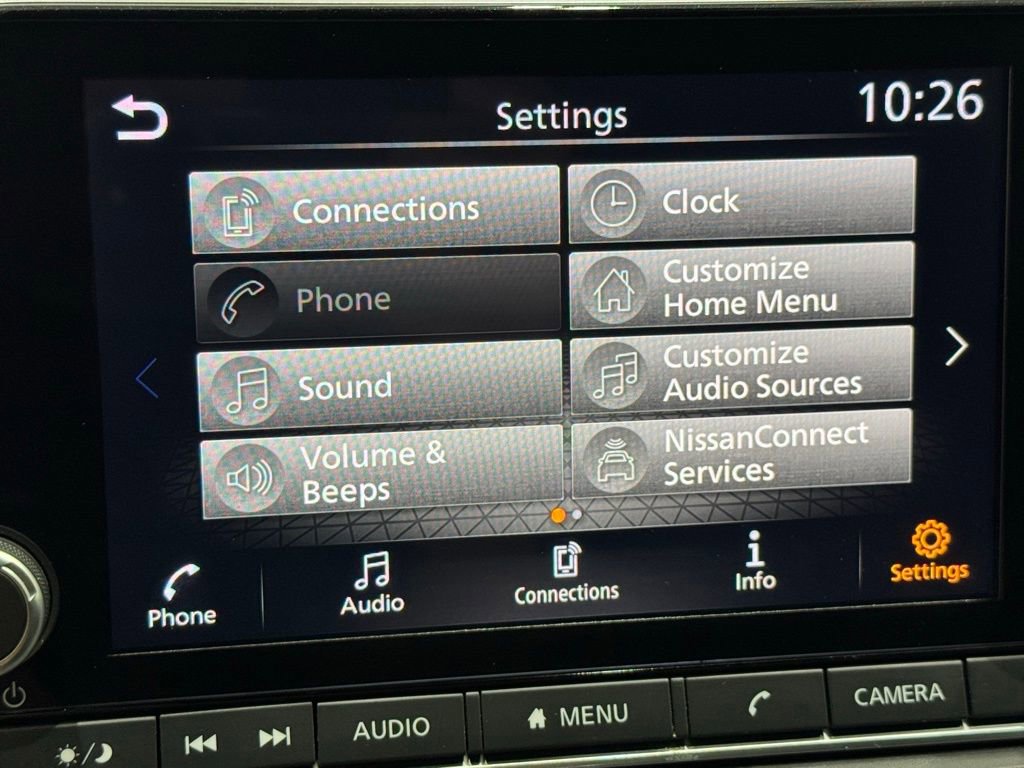 Settings
10:26
Connections
Clock
Phone
Customize
Home Menu
Sound
Customize
Audio Sources
Volume &
Beeps
NissanConnect
Services
Phone
Audio
Connections
Info
Settings
AUDIO
MENU
CAMERA